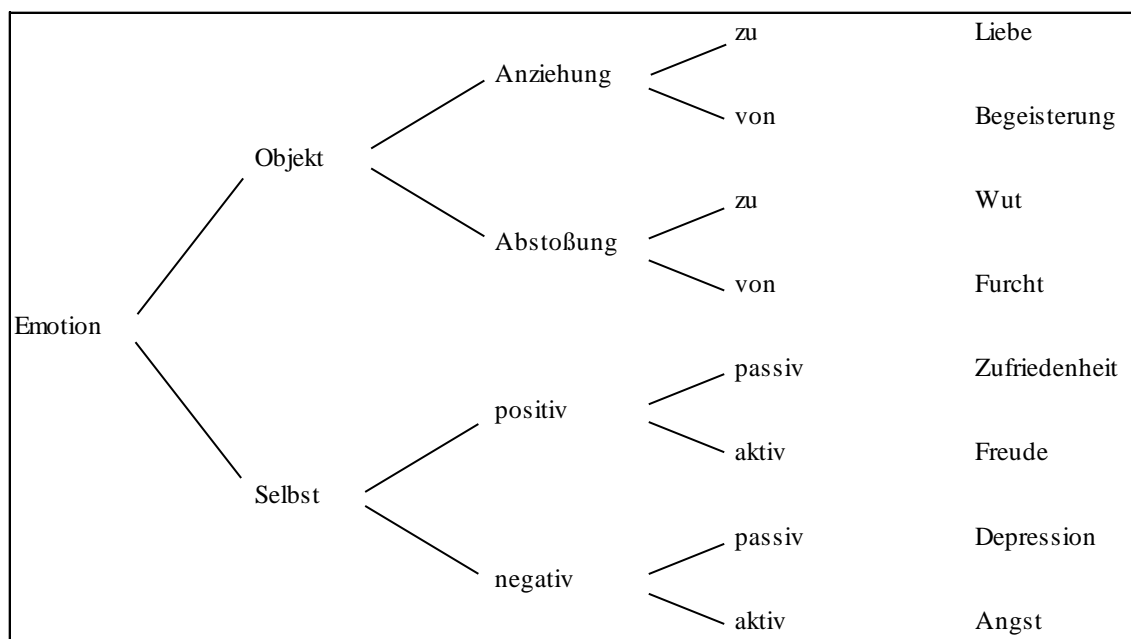 zu Liebe
Anziehung
von Begeisterung
Objekt
zu Wut
Abstoßung
von Furcht
Emotion
passiv Zufriedenheit
positiv
aktiv Freude
Selbst
passiv Depression
negativ
aktiv Angst